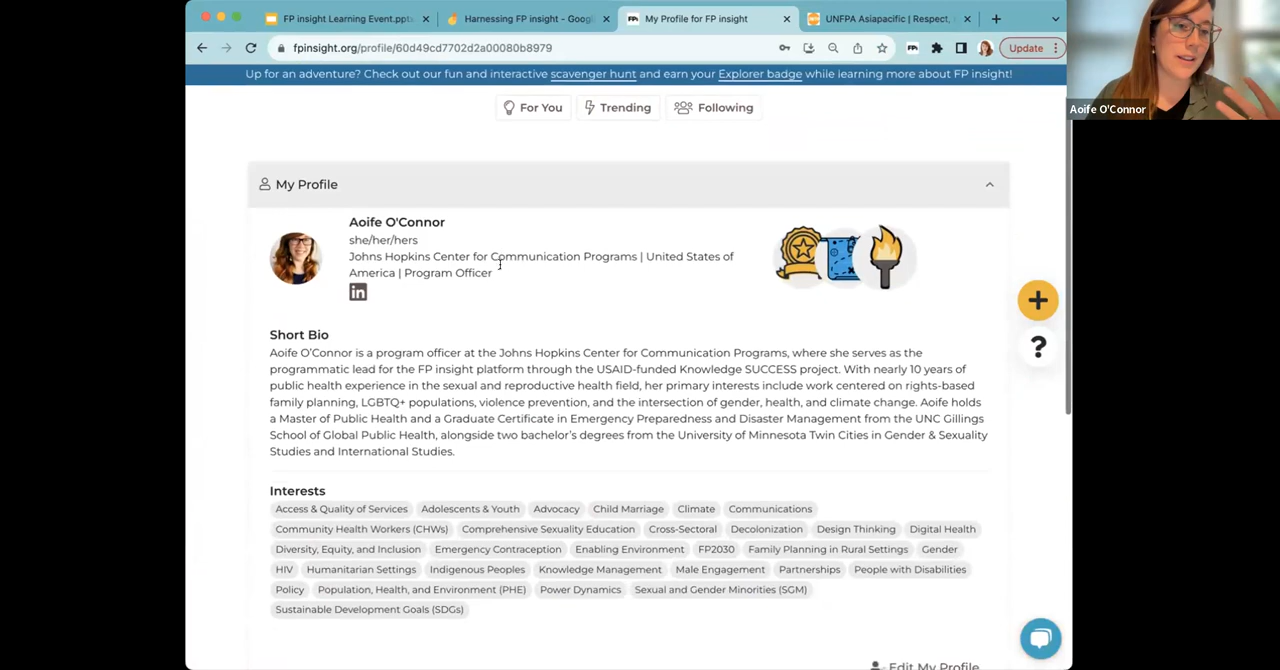 FP insight Learning Event.pptx
Harnessing FP insight - Googl
My Profile for FP insight
UNFPA Asiapacific | Respect,
fpinsight.org/profile/60d49cd7702d2a00080b8979
FPi
Update
Aoife O'Connor
Up for an adventure? Check out our fun and interactive scavenger hunt and earn your Explorer badge while learning more about FP insight!
For You
Trending
Following
My Profile
Aoife O'Connor
she/her/hers
Johns Hopkins Center for Communication Programs | United States of
America | Program Officer
in
Short Bio
Aoife O'Connor is a program officer at the Johns Hopkins Center for Communication Programs, where she serves as the
programmatic lead for the FP insight platform through the USAID-funded Knowledge SUCCESS project. With nearly 10 years of
public health experience in the sexual and reproductive health field, her primary interests include work centered on rights-based
family planning, LGBTQ+ populations, violence prevention, and the intersection of gender, health, and climate change. Aoife holds
a Master of Public Health and a Graduate Certificate in Emergency Preparedness and Disaster Management from the UNC Gillings
School of Global Public Health, alongside two bachelor's degrees from the University of Minnesota Twin Cities in Gender & Sexuality
Studies and International Studies.
Interests
Access & Quality of Services Adolescents & Youth Advocacy Child Marriage Climate Communications
Community Health Workers (CHWs) Comprehensive Sexuality Education Cross-Sectoral Decolonization Design Thinking Digital Health
Diversity, Equity, and Inclusion Emergency Contraception Enabling Environment FP2030 Family Planning in Rural Settings Gender
HIV Humanitarian Settings Indigenous Peoples Knowledge Management Male Engagement Partnerships People with Disabilities
Policy Population, Health, and Environment (PHE) Power Dynamics Sexual and Gender Minorities (SGM)
Sustainable Development Goals (SDGs)
Edit My Profile